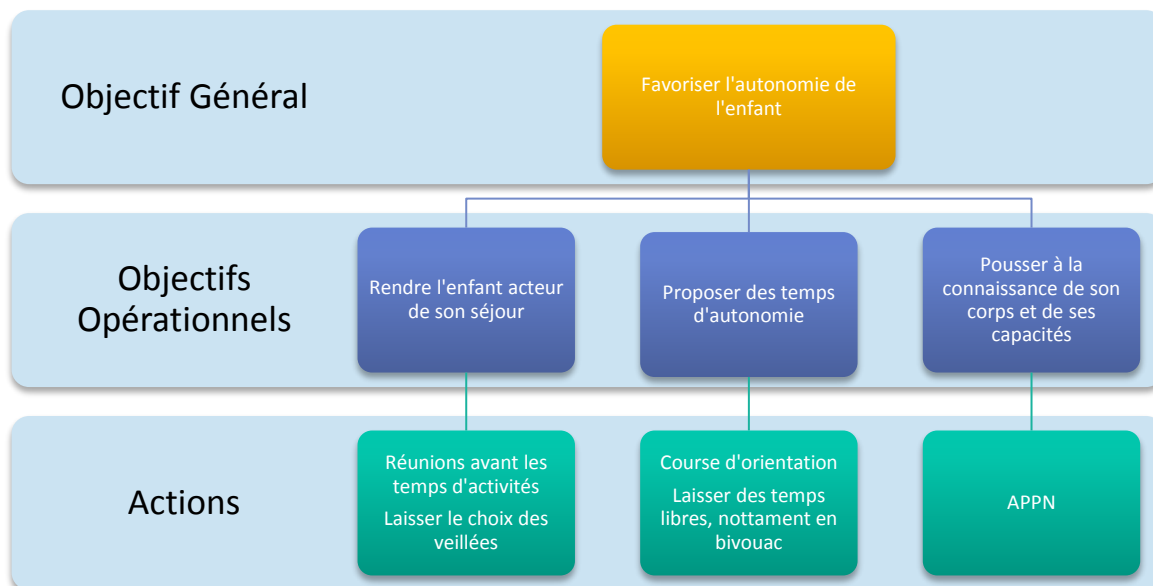 Objectif Général
Favoriser l'autonomie de
l'enfant
Objectifs
Opérationnels
Rendre l'enfant acteur
de son séjour
Proposer des temps
d'autonomie
Pousser à la
connaissance de son
corps et de ses
capacités
Actions
Réunions avant les
temps d'activités
Laisser le choix des
veillées
Course d'orientation
Laisser des temps
libres, nottament en
bivouac
APPN